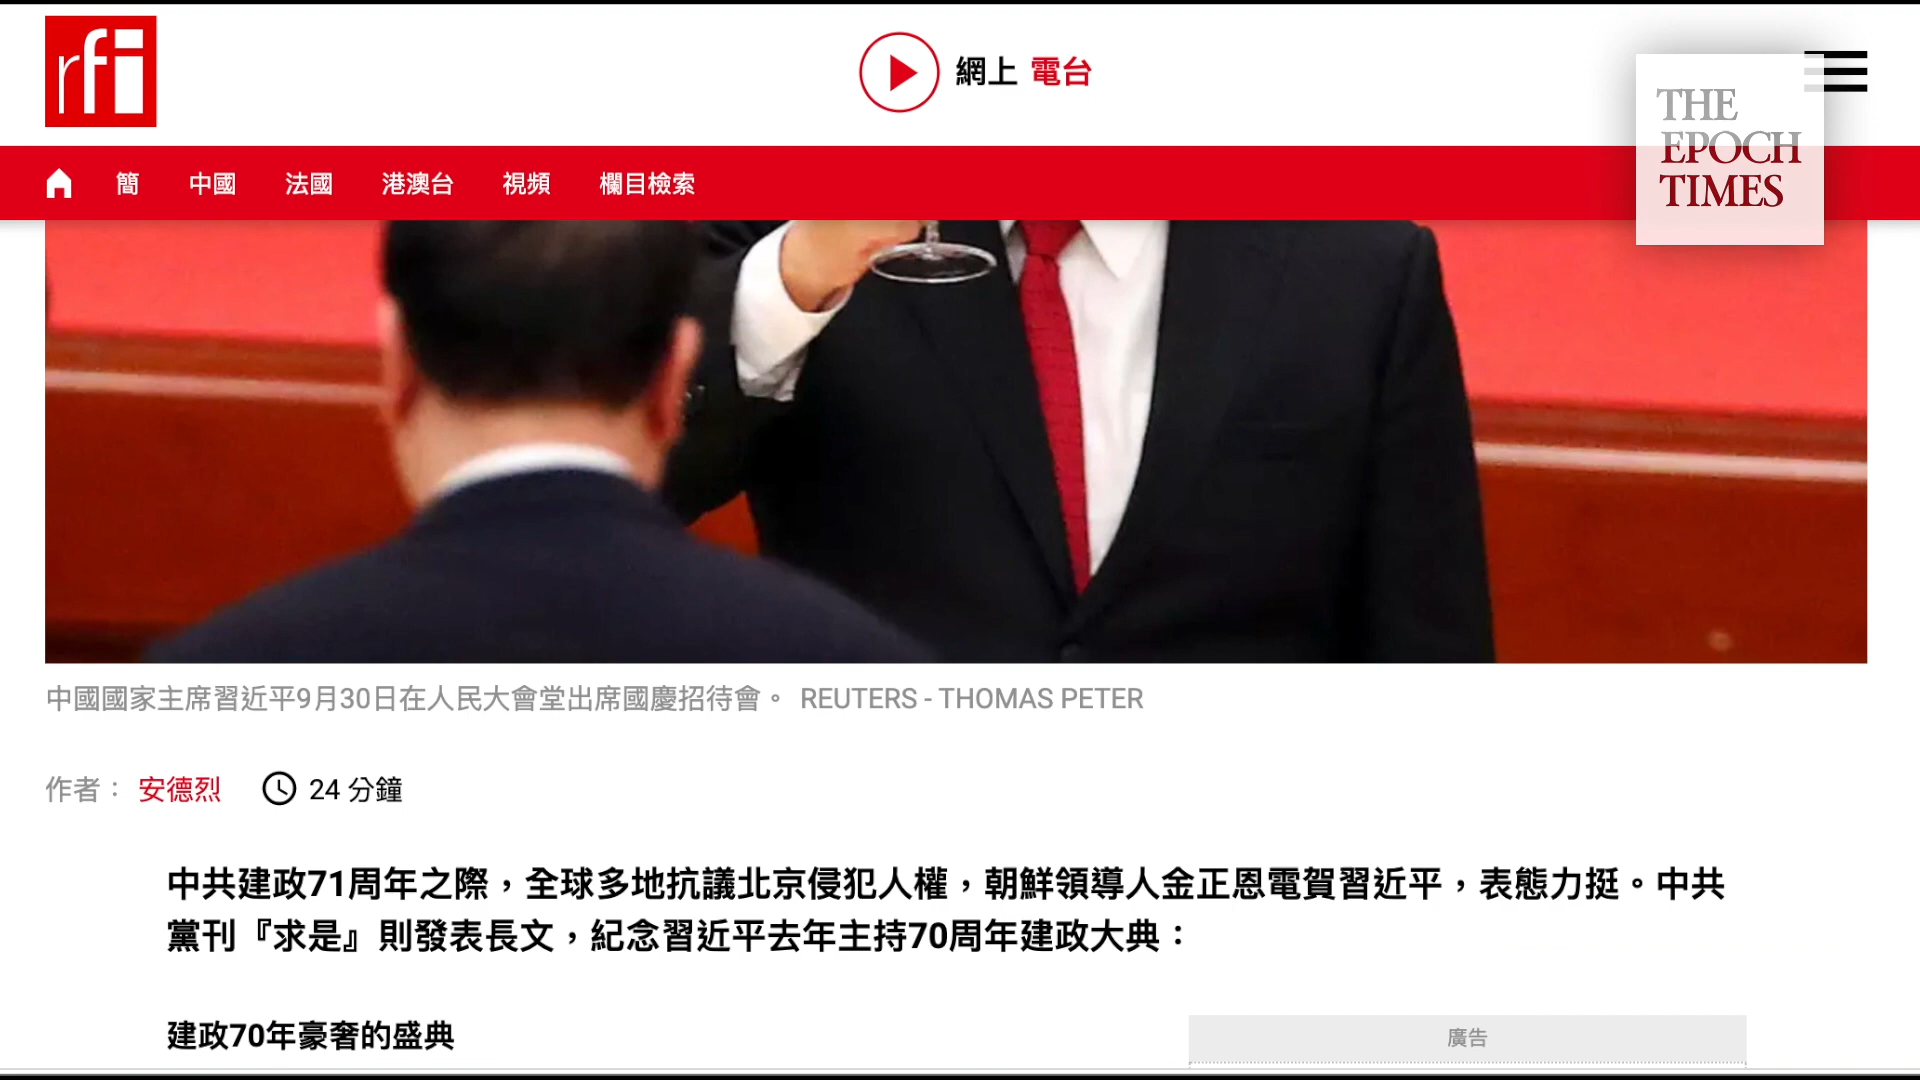 rfi
網上 電台
THE
EPOCH
TIMES
簡 中國 法國 港澳台 視頻 欄目檢索
中國國家主席習近平9月30日在人民大會堂出席國慶招待會。 REUTERS - THOMAS PETER
作者： 安德烈 24 分鐘
中共建政71周年之際，全球多地抗議北京侵犯人權，朝鮮領導人金正恩電賀習近平，表態力挺。中共
黨刊『求是』則發表長文，紀念習近平去年主持70周年建政大典：
建政70年豪奢的盛典
廣告